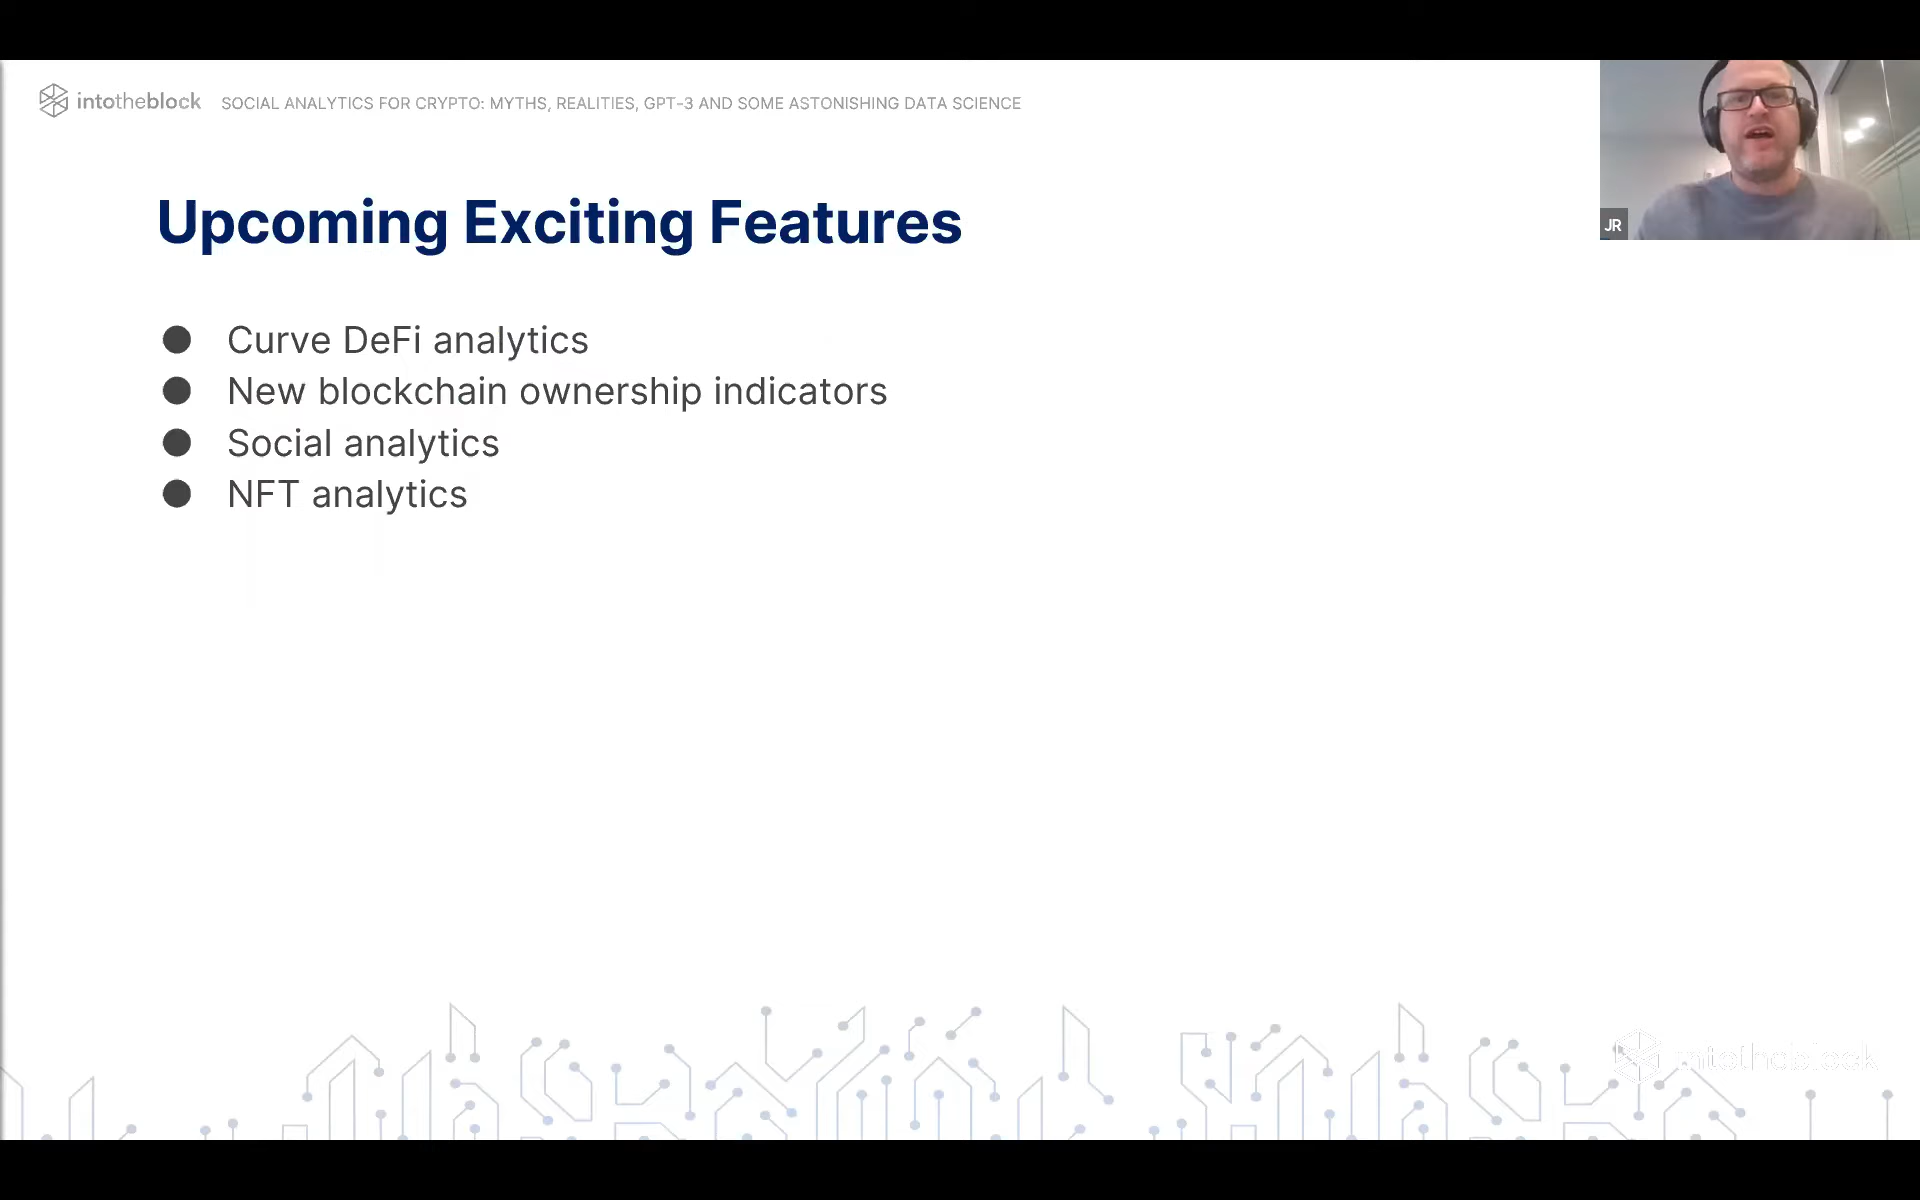 intotheblock SOCIAL ANALYTICS FOR CRYPTO: MYTHS, REALITIES, GPT-3 AND SOME ASTONISHING DATA SCIENCE
JR
Upcoming Exciting Features
● Curve DeFi analytics
● New blockchain ownership indicators
● Social analytics
● NFT analytics
intotheblock